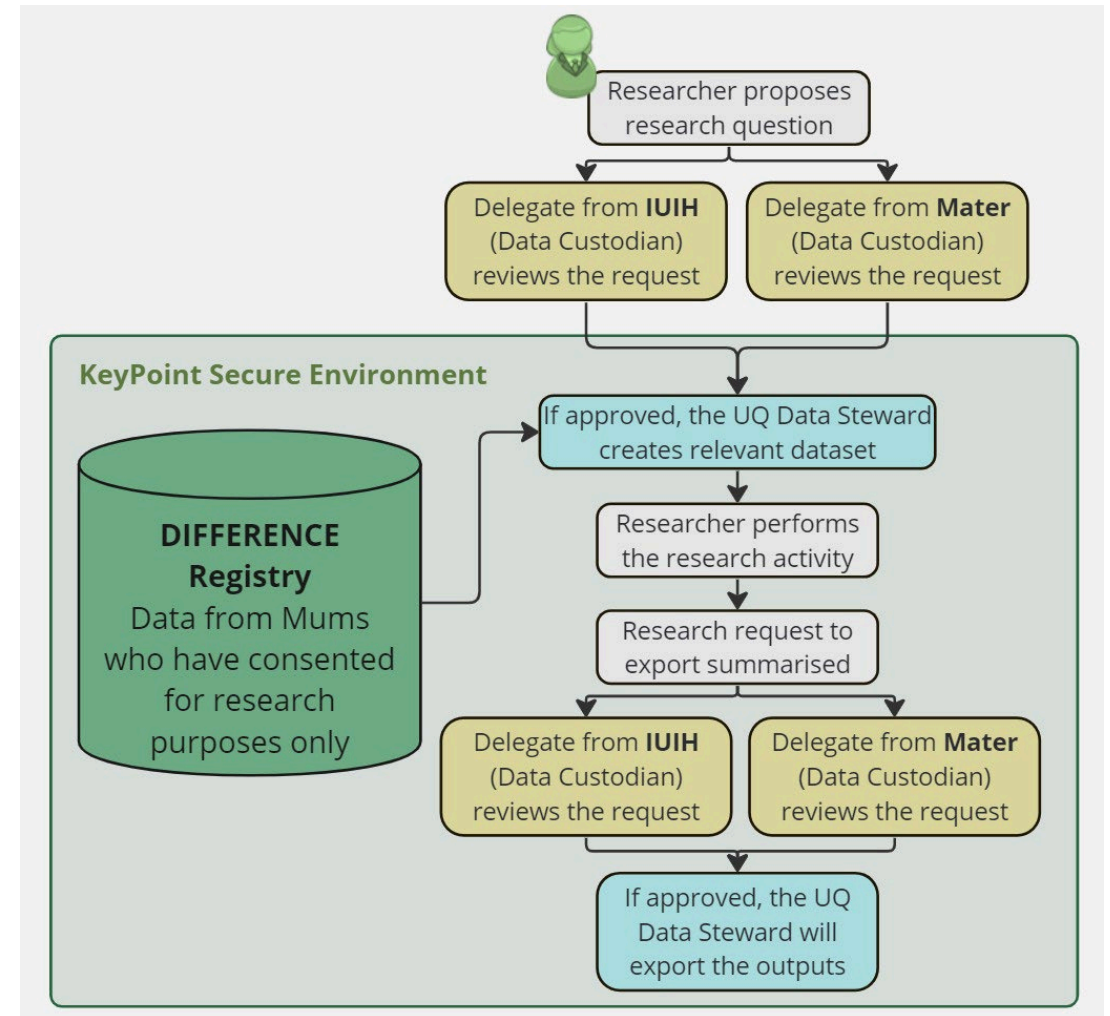 Researcher proposes
research question
Delegate from IUIH
(Data Custodian)
reviews the request
Delegate from Mater
(Data Custodian)
reviews the request
KeyPoint Secure Environment
If approved, the UQ Data Steward
creates relevant dataset
DIFFERENCE
Registry
Data from Mums
who have consented
for research
purposes only
Researcher performs
the research activity
Research request to
export summarised
Delegate from IUIH
(Data Custodian)
reviews the request
Delegate from Mater
(Data Custodian)
reviews the request
If approved, the UQ
Data Steward will
export the outputs